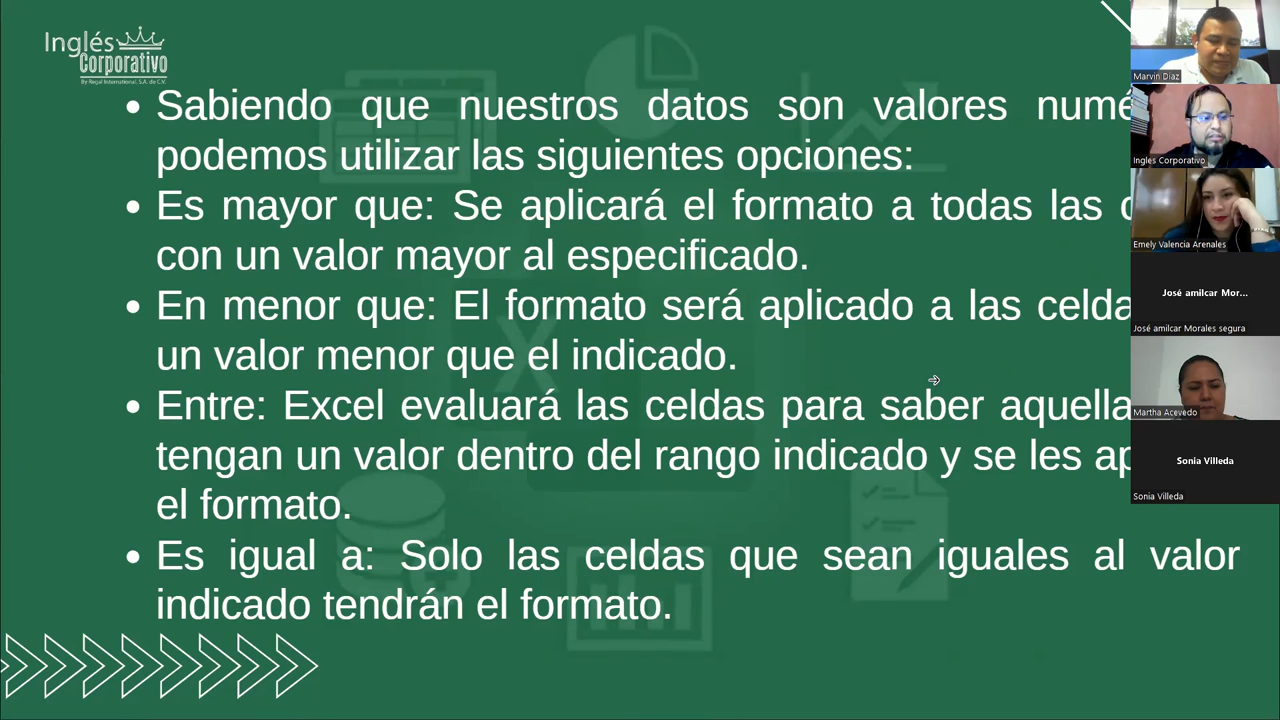 Inglés
Corporativo
By Regal International, S.A. de C.V.
Sabiendo que nuestros datos son valores
podemos utilizar las siguientes opciones:
Es mayor que: Se aplicará el formato a todas las
con un valor mayor al especificado.
En menor que: El formato será aplicado a las
un valor menor que el indicado.
Entre: Excel evaluará las celdas para saber
tengan un valor dentro del rango indicado y se les
el formato.
Es igual a: Solo las celdas que sean iguales al valor
indicado tendrán el formato.
Marvin Díaz
Ingles Corporativo
Emely Valencia Arenales
José amilcar Mor...
José amilcar Morales segura
Martha Acevedo
Sonia Villeda
Sonia Villeda